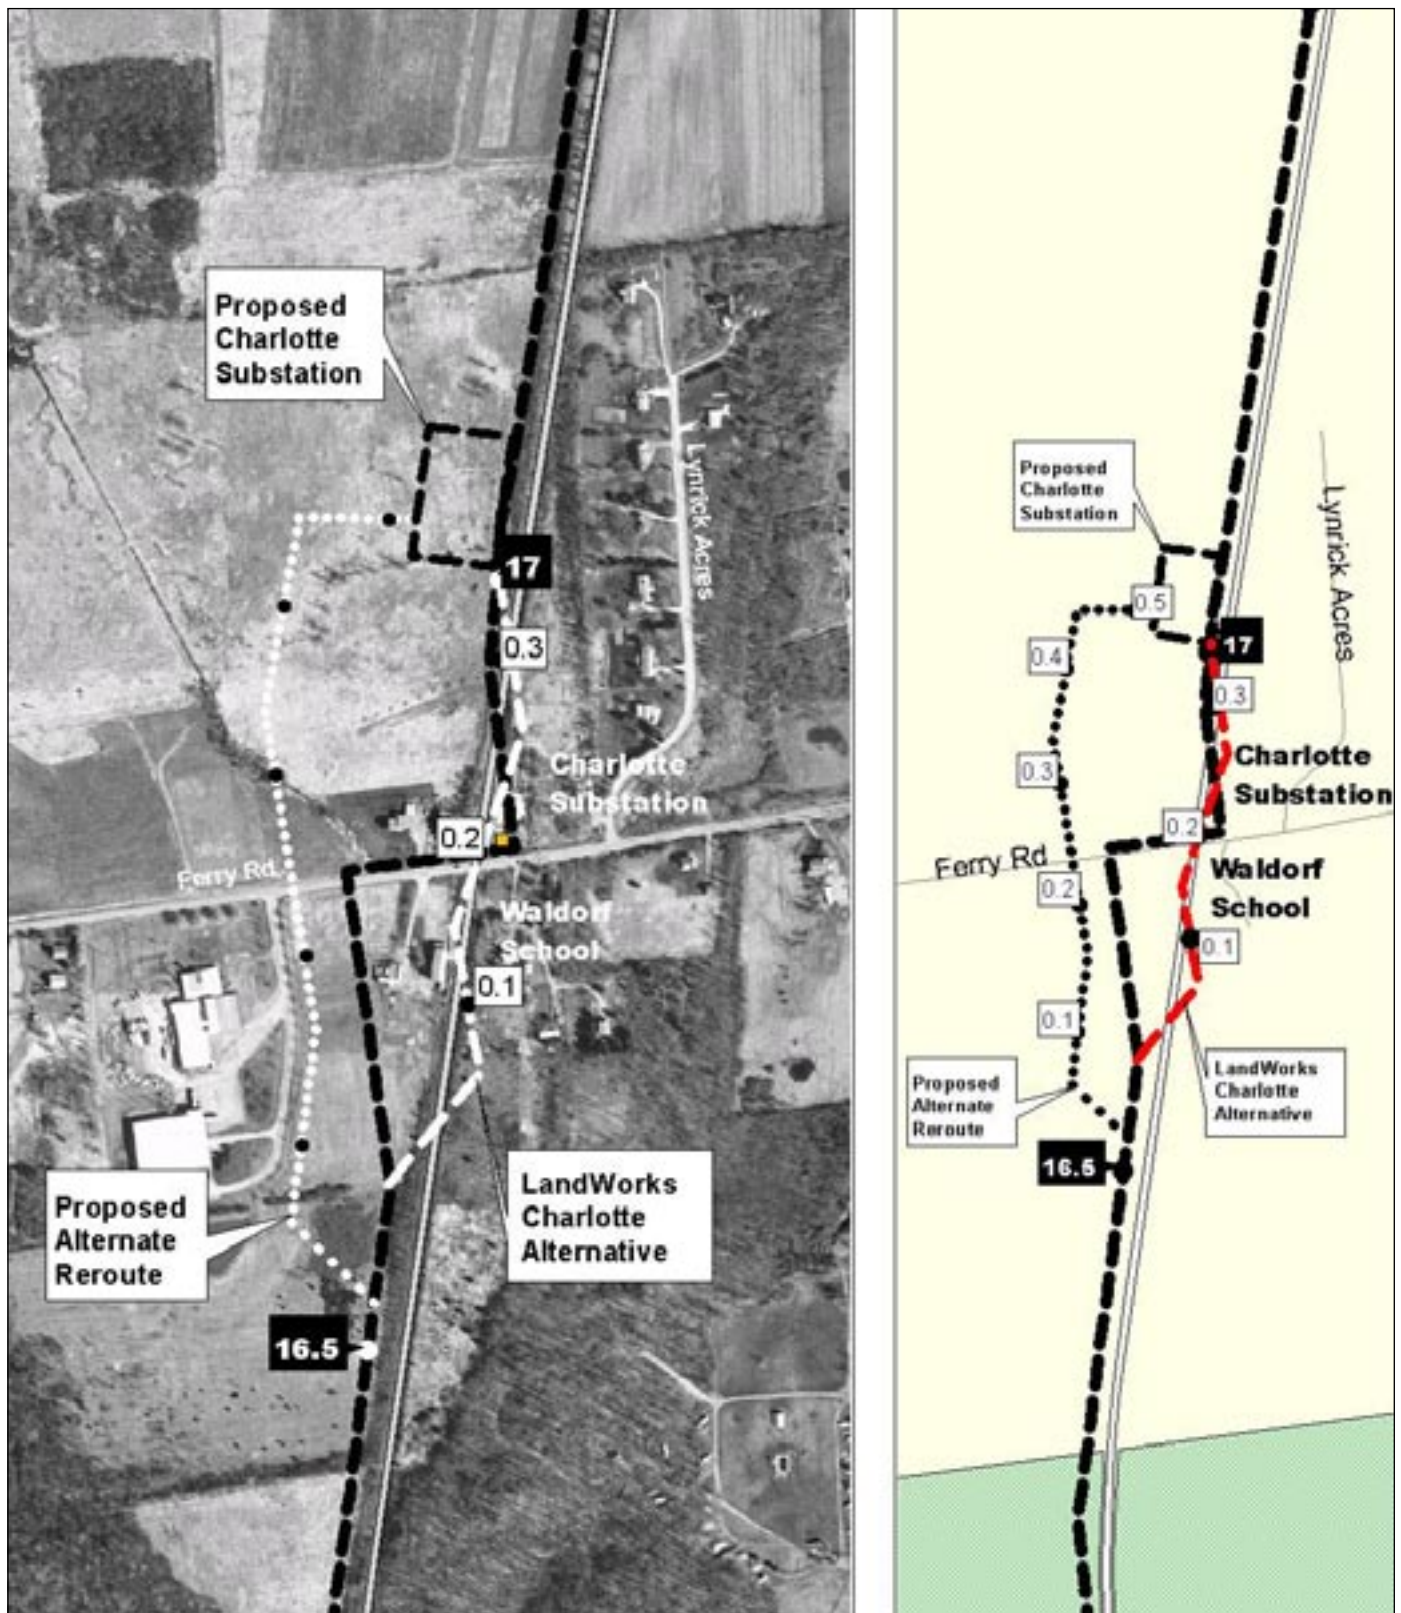 Proposed
Charlotte
Substation
Lynrick Acres
17
0.3
Charlotte
Substation
0.2
Ferry Rd.
Waldorf
School
0.1
LandWorks
Charlotte
Alternative
Proposed
Alternate
Reroute
16.5
Proposed
Charlotte
Substation
Lynrick Acres
0.5
17
0.4
0.3
0.3
Charlotte
Substation
0.2
Ferry Rd
0.2
Waldorf
School
0.1
0.1
LandWorks
Charlotte
Alternative
Proposed
Alternate
Reroute
16.5